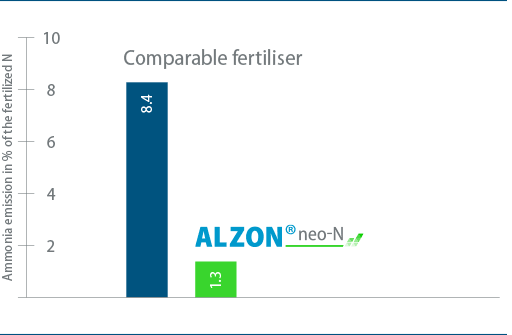 Ammonia emission in % of the fertilized N
10
8
6
4
2
Comparable fertiliser
8.4
ALZON® neo-N
1.3